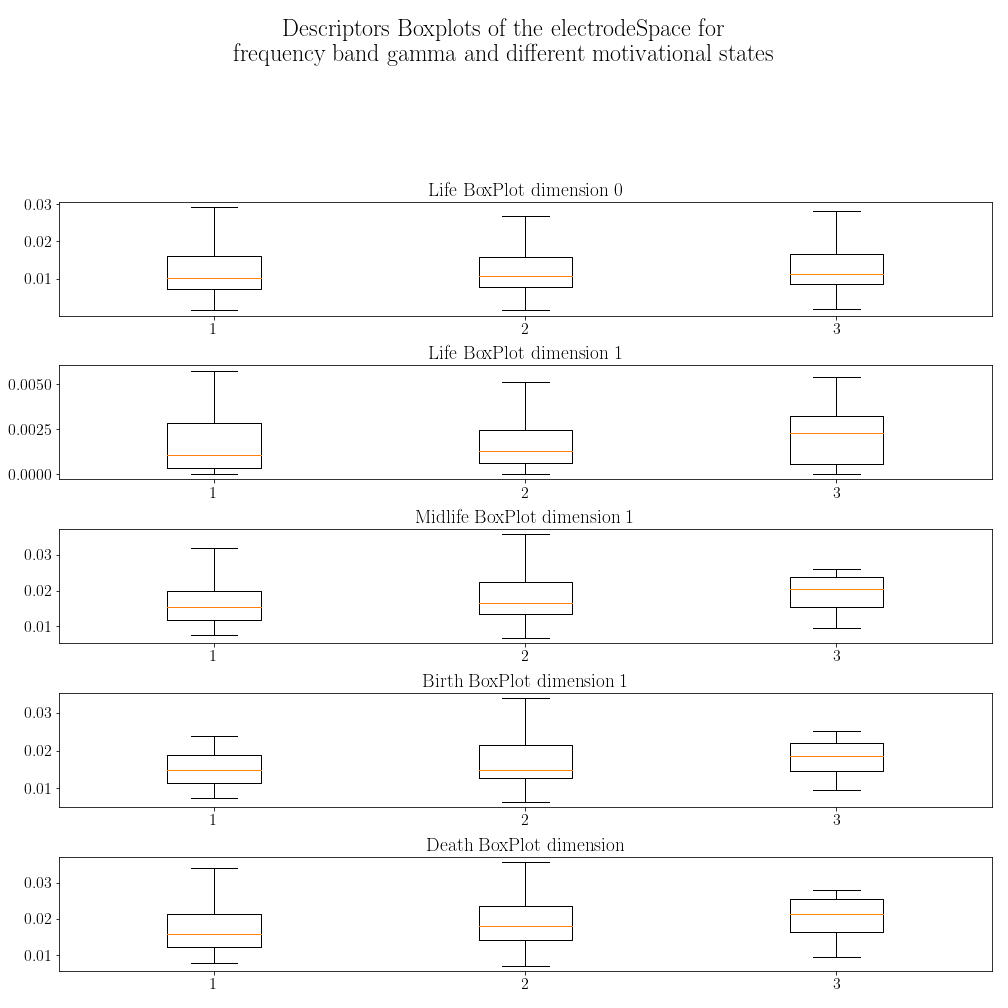 Descriptors Boxplots of the electrodeSpace for
frequency band gamma and different motivational states
Life BoxPlot dimension 0
0.03
0.02
0.01
1 2 3
Life BoxPlot dimension 1
0.0050
0.0025
0.0000
1 2 3
Midlife BoxPlot dimension 1
0.03
0.02
0.01
1 2 3
Birth BoxPlot dimension 1
0.03
0.02
0.01
1 2 3
Death BoxPlot dimension
0.03
0.02
0.01
1 2 3